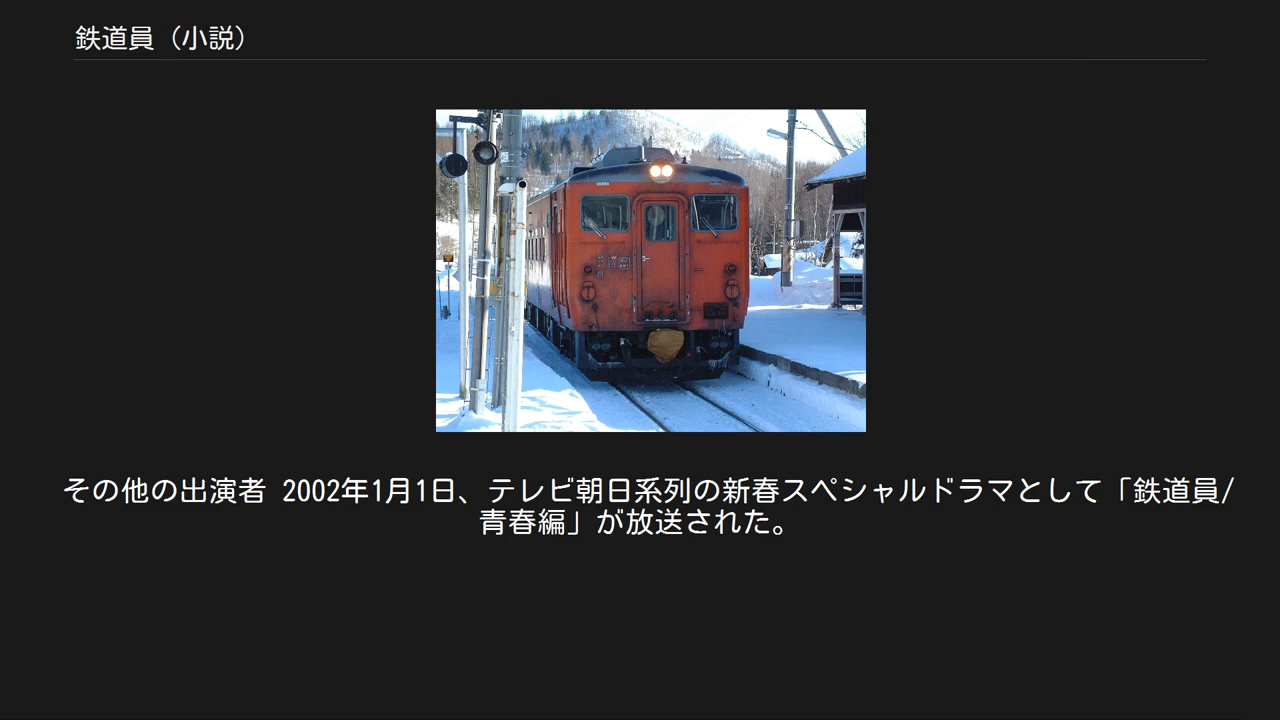 鉄道員（小説）
その他の出演者 2002年1月1日、テレビ朝日系列の新春スペシャルドラマとして「鉄道員/
青春編」が放送された。